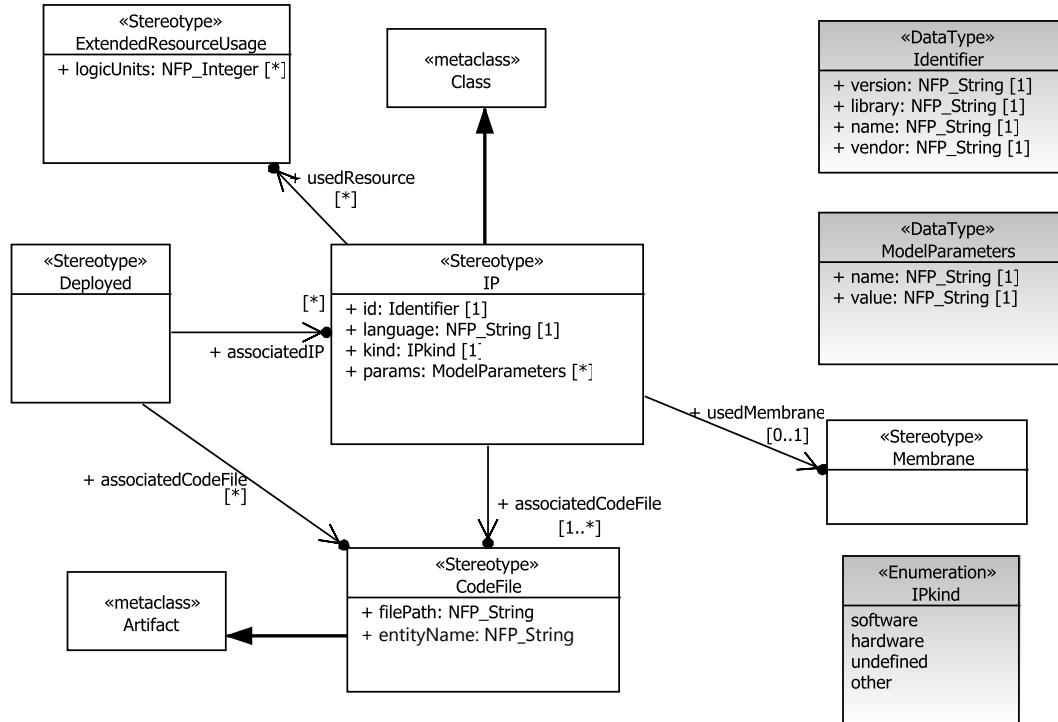 «Stereotype»
ExtendedResourceUsage
+ logicUnits: NFP_Integer [*]
«metaclass»
Class
«DataType»
Identifier
+ version: NFP_String [1]
+ library: NFP_String [1]
+ name: NFP_String [1]
+ vendor: NFP_String [1]
+ usedResource
[*]
«Stereotype»
Deployed
[*]
+ associatedIP
«Stereotype»
IP
+ id: Identifier [1]
+ language: NFP_String [1]
+ kind: IPkind [1]
+ params: ModelParameters [*]
«DataType»
ModelParameters
+ name: NFP_String [1]
+ value: NFP_String [1]
+ usedMembrane
[0..1]
«Stereotype»
Membrane
+ associatedCodeFile
[*]
+ associatedCodeFile
[1..*]
«metaclass»
Artifact
«Stereotype»
CodeFile
+ filePath: NFP_String
+ entityName: NFP_String
«Enumeration»
IPkind
software
hardware
undefined
other